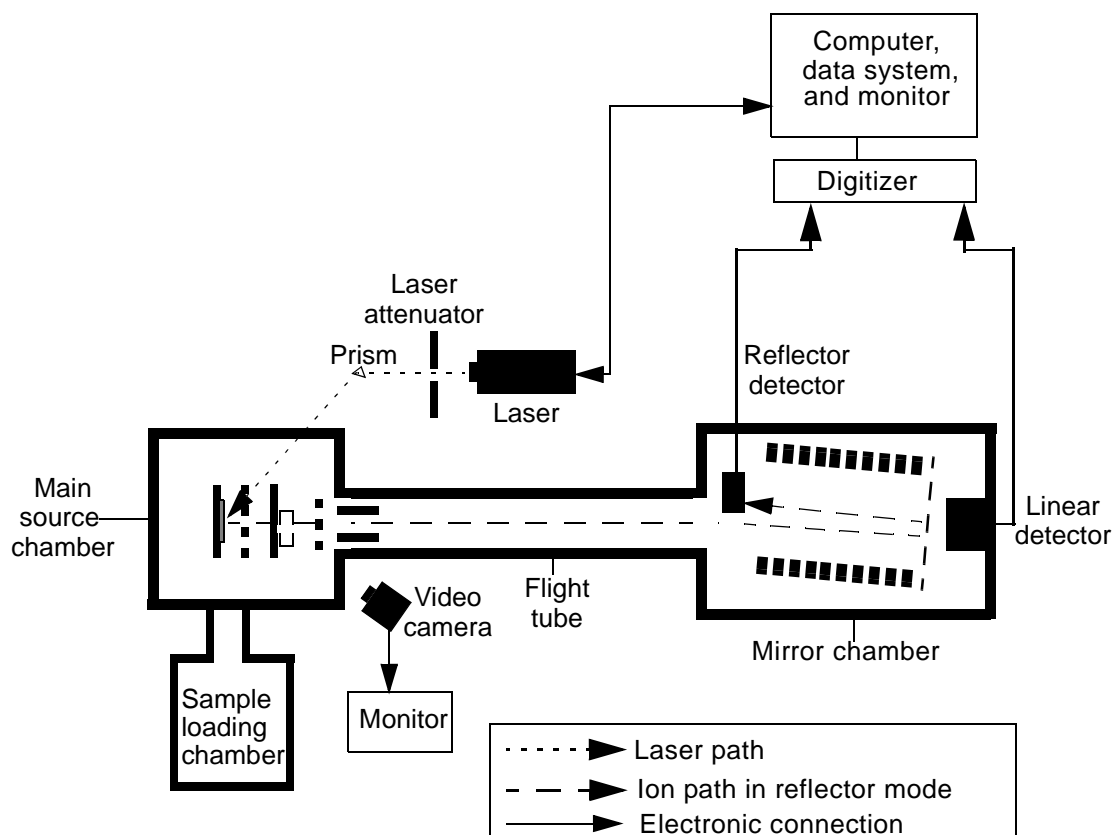 Computer,
data system,
and monitor
Digitizer
Laser
attenuator
Prism
Laser
Reflector
detector
Main
source
chamber
Linear
detector
Flight
tube
Video
camera
Mirror chamber
Sample
loading
chamber
Monitor
Laser path
Ion path in reflector mode
Electronic connection